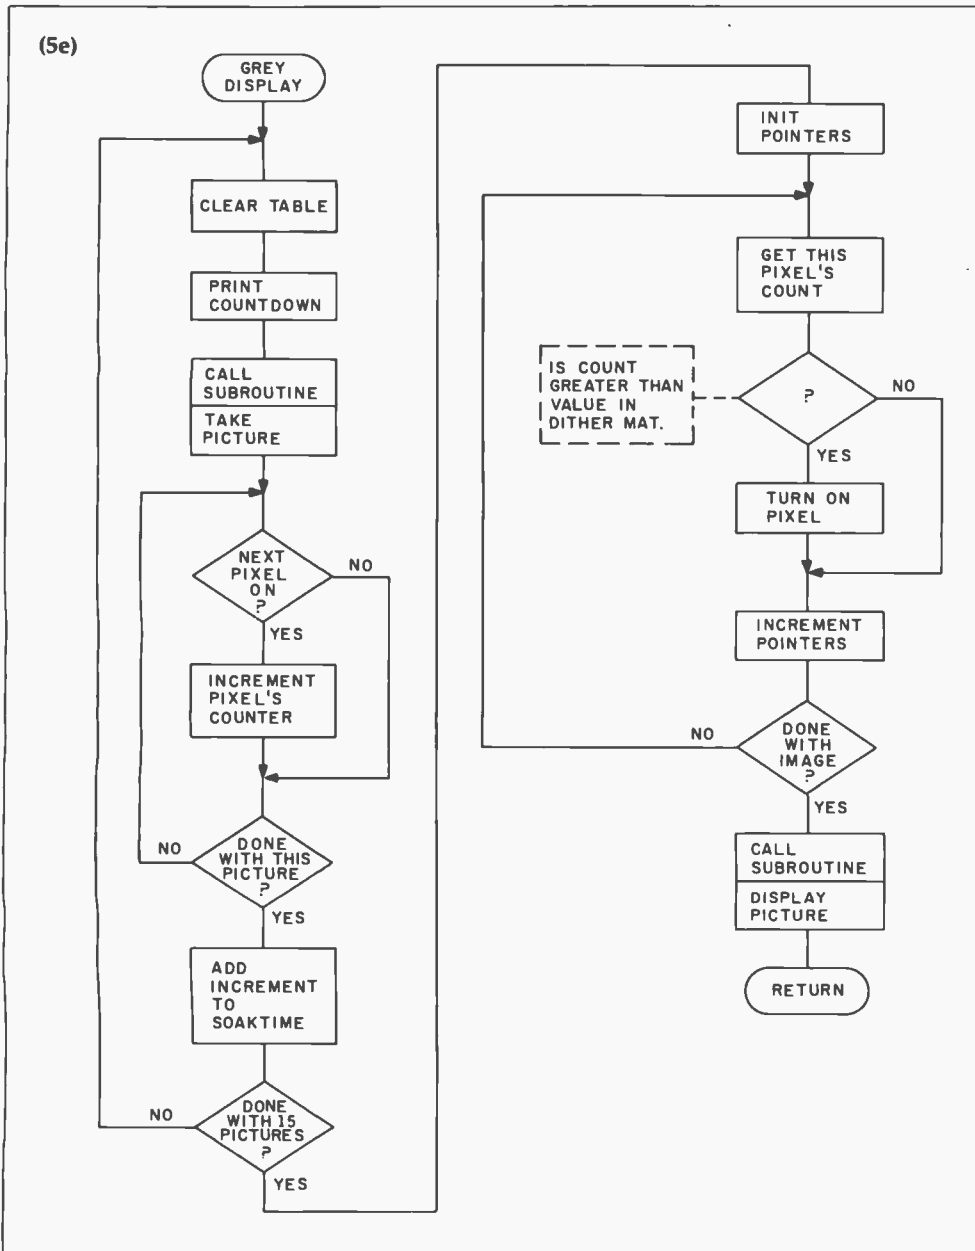 (5e)
GREY
DISPLAY
CLEAR TABLE
PRINT
COUNTDOWN
CALL
SUBROUTINE
TAKE
PICTURE
NEXT
PIXEL
ON
?
NO
YES
INCREMENT
PIXEL'S
COUNTER
DONE
WITH THIS
PICTURE
?
NO
YES
ADD
INCREMENT
TO
SOAKTIME
DONE
WITH 15
PICTURES
?
NO
YES
INIT
POINTERS
GET THIS
PIXEL'S
COUNT
IS COUNT
GREATER THAN
VALUE IN
DITHER MAT.
?
NO
YES
TURN ON
PIXEL
INCREMENT
POINTERS
DONE
WITH
IMAGE
?
NO
YES
CALL
SUBROUTINE
DISPLAY
PICTURE
RETURN